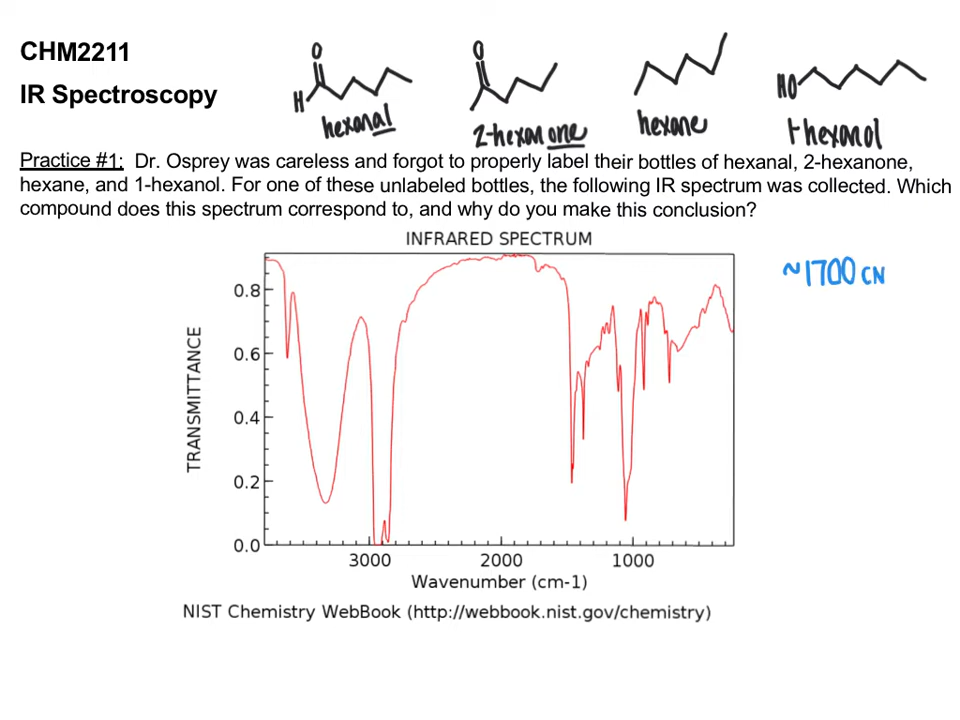 CHM2211
IR Spectroscopy
O
H
hexanal
O
2-hexanone
hexane
HO
1-hexanol
Practice #1: Dr. Osprey was careless and forgot to properly label their bottles of hexanal, 2-hexanone,
hexane, and 1-hexanol. For one of these unlabeled bottles, the following IR spectrum was collected. Which
compound does this spectrum correspond to, and why do you make this conclusion?
INFRARED SPECTRUM
~1700 CN
TRANSMITTANCE
0.8
0.6
0.4
0.2
0.0
3000 2000 1000
Wavenumber (cm-1)
NIST Chemistry WebBook (http://webbook.nist.gov/chemistry)